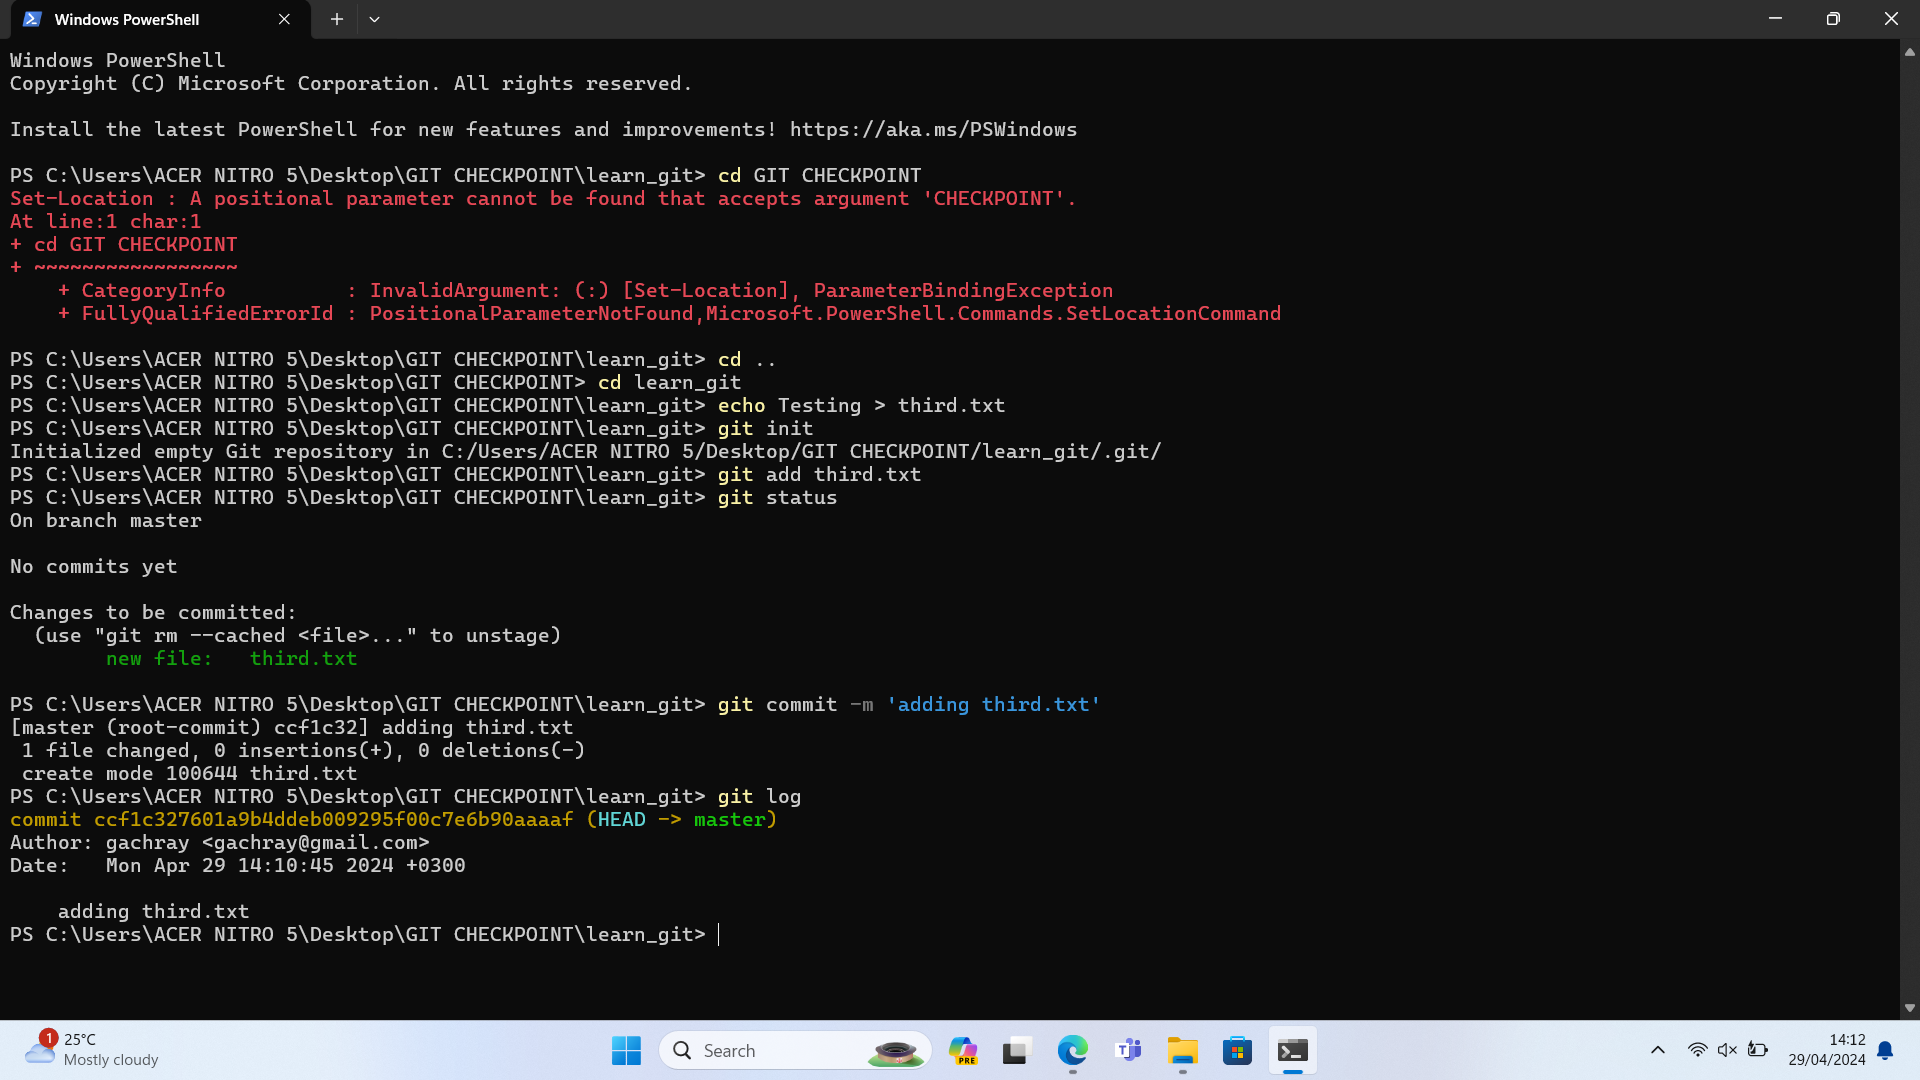 Windows PowerShell
Windows PowerShell
Copyright (C) Microsoft Corporation. All rights reserved.
Install the latest PowerShell for new features and improvements! https://aka.ms/PSWindows
PS C:\Users\ACER NITRO 5\Desktop\GIT CHECKPOINT\learn_git> cd GIT CHECKPOINT
Set-Location : A positional parameter cannot be found that accepts argument 'CHECKPOINT'.
At line:1 char:1
+ cd GIT CHECKPOINT
+ ~~~~~~~~~~~~~~~~~
    + CategoryInfo          : InvalidArgument: (:) [Set-Location], ParameterBindingException
    + FullyQualifiedErrorId : PositionalParameterNotFound,Microsoft.PowerShell.Commands.SetLocationCommand
PS C:\Users\ACER NITRO 5\Desktop\GIT CHECKPOINT\learn_git> cd ..
PS C:\Users\ACER NITRO 5\Desktop\GIT CHECKPOINT> cd learn_git
PS C:\Users\ACER NITRO 5\Desktop\GIT CHECKPOINT\learn_git> echo Testing > third.txt
PS C:\Users\ACER NITRO 5\Desktop\GIT CHECKPOINT\learn_git> git init
Initialized empty Git repository in C:/Users/ACER NITRO 5/Desktop/GIT CHECKPOINT/learn_git/.git/
PS C:\Users\ACER NITRO 5\Desktop\GIT CHECKPOINT\learn_git> git add third.txt
PS C:\Users\ACER NITRO 5\Desktop\GIT CHECKPOINT\learn_git> git status
On branch master
No commits yet
Changes to be committed:
  (use "git rm --cached <file>..." to unstage)
        new file:   third.txt
PS C:\Users\ACER NITRO 5\Desktop\GIT CHECKPOINT\learn_git> git commit -m 'adding third.txt'
[master (root-commit) ccf1c32] adding third.txt
 1 file changed, 0 insertions(+), 0 deletions(-)
 create mode 100644 third.txt
PS C:\Users\ACER NITRO 5\Desktop\GIT CHECKPOINT\learn_git> git log
commit ccf1c327601a9b4ddeb009295f00c7e6b90aaaaf (HEAD -> master)
Author: gachray <gachray@gmail.com>
Date:   Mon Apr 29 14:10:45 2024 +0300
    adding third.txt
PS C:\Users\ACER NITRO 5\Desktop\GIT CHECKPOINT\learn_git>
1
25°C
Mostly cloudy
Search
PRE
T
14:12
29/04/2024